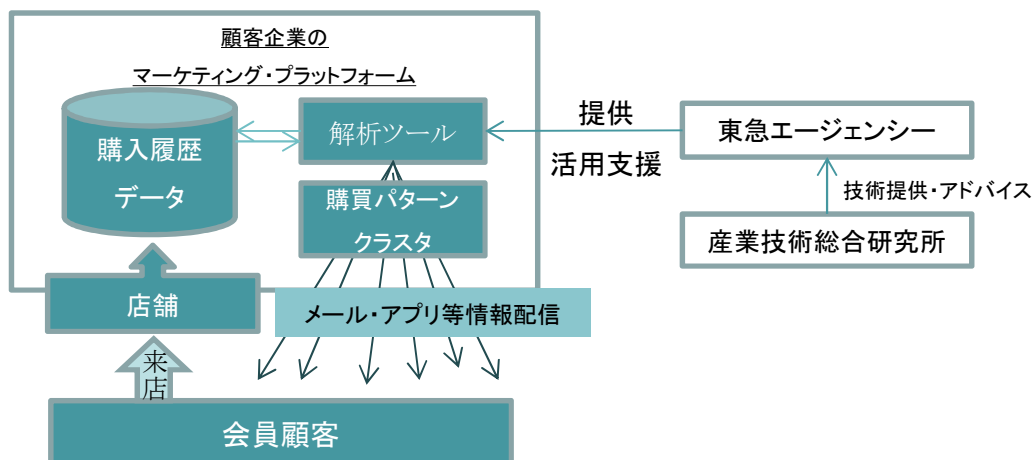 顧客企業の
マーケティング・プラットフォーム
購入履歴
データ
解析ツール
提供
活用支援
東急エージェンシー
技術提供・アドバイス
産業技術総合研究所
購買パターン
クラスタ
店舗
メール・アプリ等情報配信
来店
会員顧客